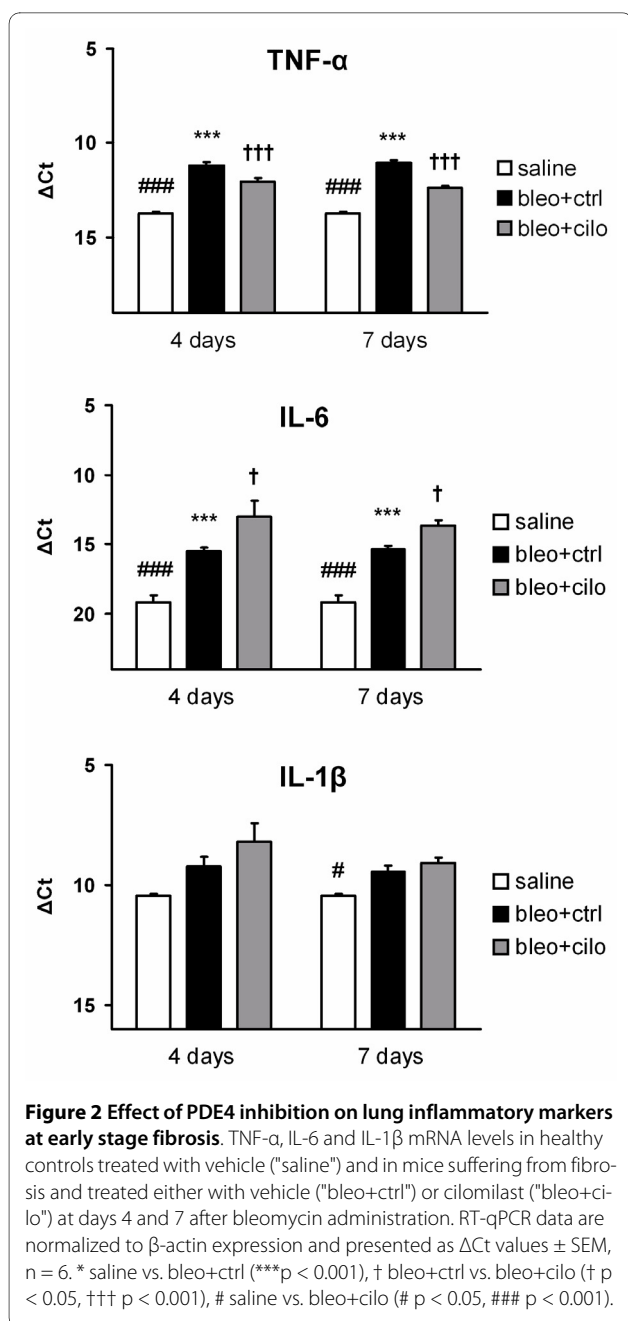 TNF-α
5
10
15
ΔCt
***
***
†††
†††
###
###
saline
bleo+ctrl
bleo+cilo
4 days
7 days
IL-6
5
10
15
20
ΔCt
†
†
***
***
###
###
saline
bleo+ctrl
bleo+cilo
4 days
7 days
IL-1β
5
10
15
ΔCt
#
saline
bleo+ctrl
bleo+cilo
4 days
7 days
Figure 2 Effect of PDE4 inhibition on lung inflammatory markers
at early stage fibrosis. TNF-α, IL-6 and IL-1β mRNA levels in healthy
controls treated with vehicle ("saline") and in mice suffering from fibro-
sis and treated either with vehicle ("bleo+ctrl") or cilomilast ("bleo+ci-
lo") at days 4 and 7 after bleomycin administration. RT-qPCR data are
normalized to β-actin expression and presented as ΔCt values ± SEM,
n = 6. * saline vs. bleo+ctrl (***p < 0.001), † bleo+ctrl vs. bleo+cilo († p
< 0.05, ††† p < 0.001), # saline vs. bleo+cilo (# p < 0.05, ### p < 0.001).